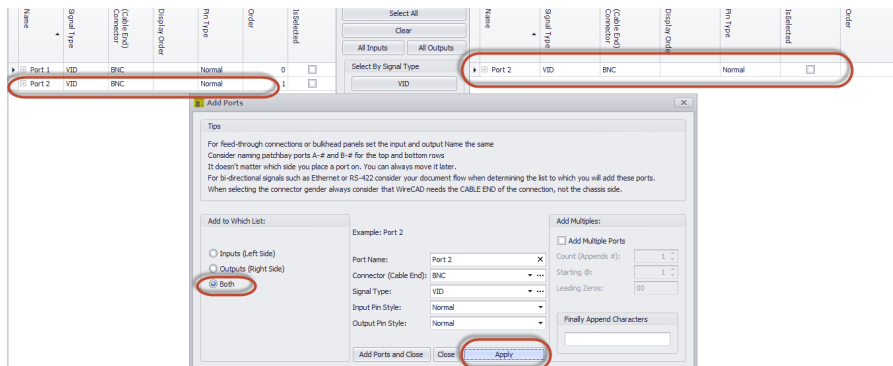 Name
Signal Type
(Cable End)
Connector
Display Order
Pin Type
Order
IsSelected
Port 1 VID BNC Normal 0
Port 2 VID BNC Normal 1
Select All
Clear
All Inputs All Outputs
Select By Signal Type
VID
Name
Signal Type
(Cable End)
Connector
Display Order
Pin Type
IsSelected
Order
Port 2 VID BNC Normal
Add Ports
Tips
For feed-through connections or bulkhead panels set the input and output Name the same
Consider naming patchbay ports A-# and B-# for the top and bottom rows
It doesn't matter which side you place a port on. You can always move it later.
For bi-directional signals such as Ethernet or RS-422 consider your document flow when determining the list to which you will add these ports.
When selecting the connector gender always consider that WireCAD needs the CABLE END of the connection, not the chassis side.
Add to Which List:
Inputs (Left Side)
Outputs (Right Side)
Both
Example: Port 2
Port Name: Port 2
Connector (Cable End): BNC
Signal Type: VID
Input Pin Style: Normal
Output Pin Style: Normal
Add Ports and Close Close Apply
Add Multiples:
Add Multiple Ports
Count (Appends #): 1
Starting @: 1
Leading Zeros: 00
Finally Append Characters